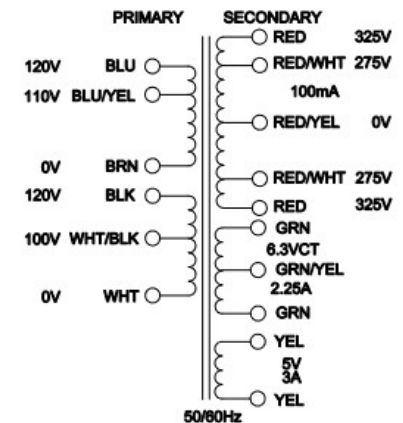 PRIMARY SECONDARY
RED 325V
120V BLU RED/WHT 275V
110V BLU/YEL 100mA
RED/YEL 0V
0V BRN RED/WHT 275V
120V BLK RED 325V
GRN
100V WHT/BLK 6.3VCT
GRN/YEL
0V WHT 2.25A
GRN
YEL
5V
3A
YEL
50/60Hz